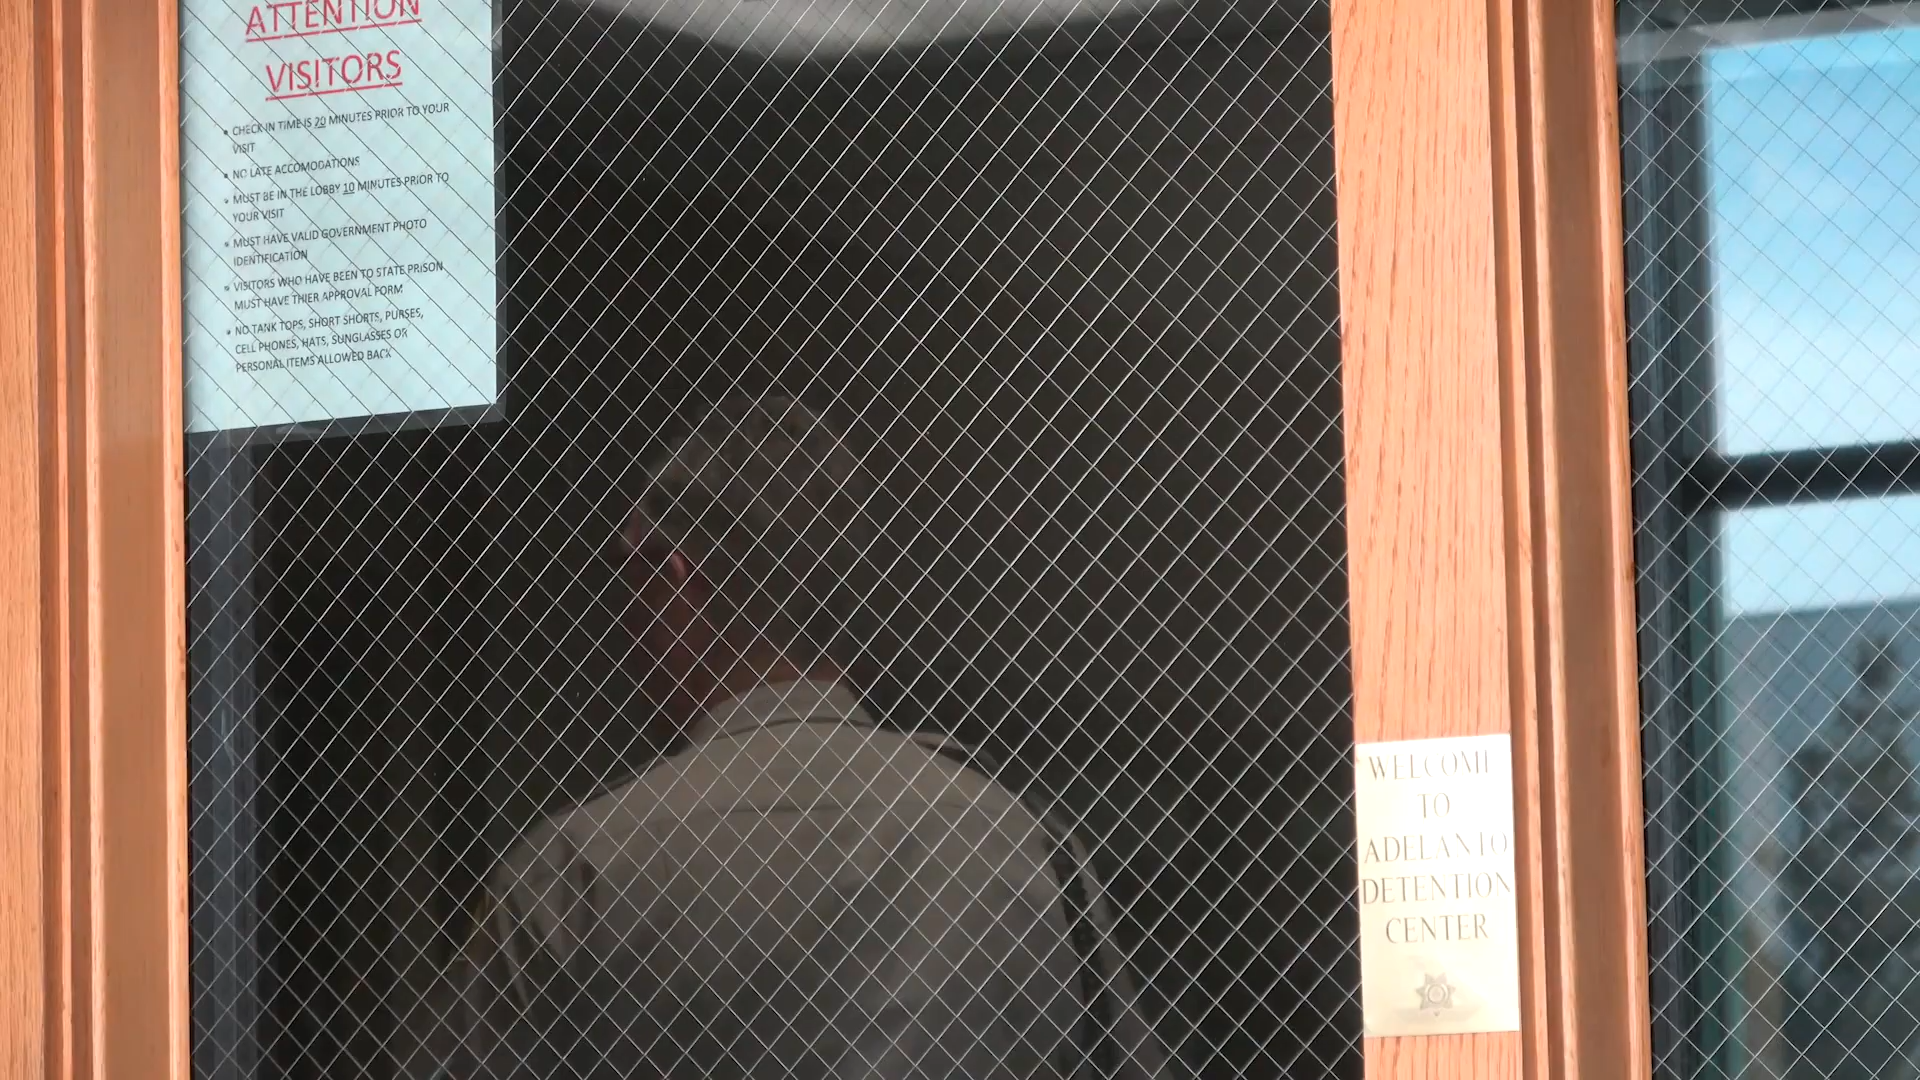 ATTENTION
VISITORS
• CHECK IN TIME IS 20 MINUTES PRIOR TO YOUR
VISIT
• NO LATE ACCOMODATIONS
• MUST BE IN THE LOBBY 10 MINUTES PRIOR TO
YOUR VISIT
• MUST HAVE VALID GOVERNMENT PHOTO
IDENTIFICATION
• VISITORS WHO HAVE BEEN TO STATE PRISON
MUST HAVE THIER APPROVAL FORM
• NO TANK TOPS, SHORT SHORTS, PURSES,
CELL PHONES, HATS, SUNGLASSES OR
PERSONAL ITEMS ALLOWED BACK
WELCOME
TO
ADELANTO
DETENTION
CENTER